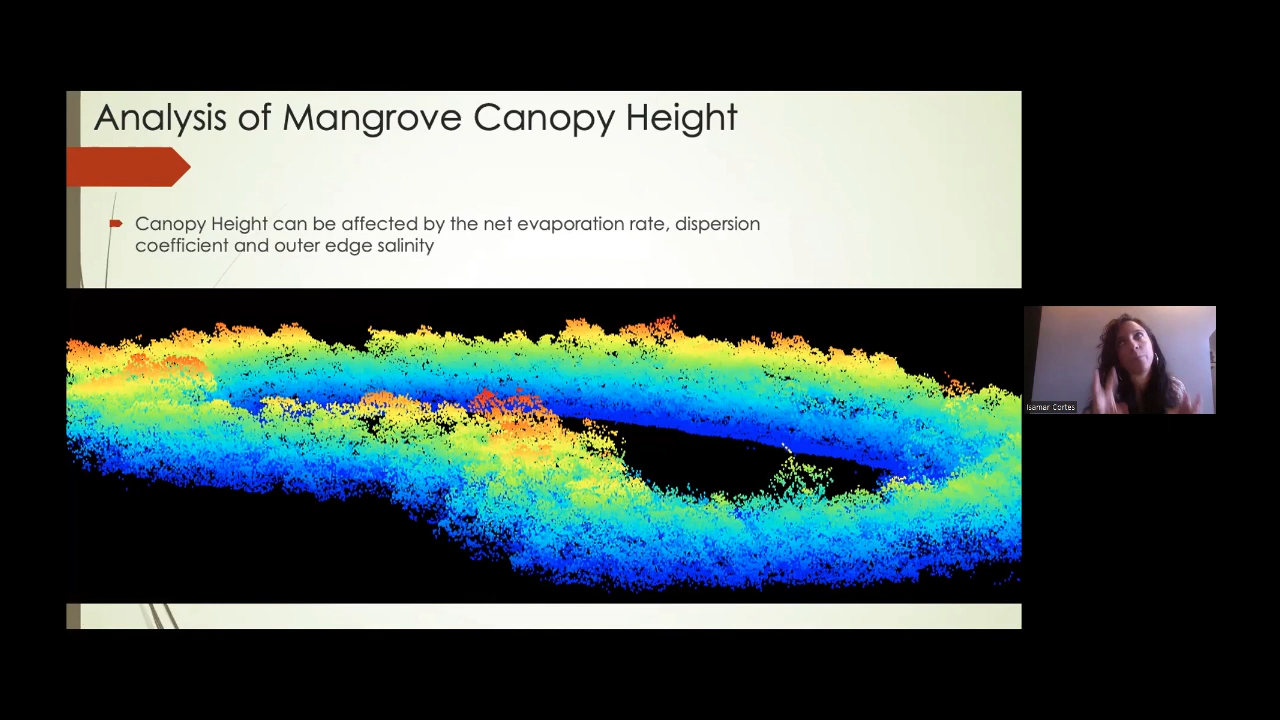 Analysis of Mangrove Canopy Height
Canopy Height can be affected by the net evaporation rate, dispersion
coefficient and outer edge salinity
Isamar Cortes